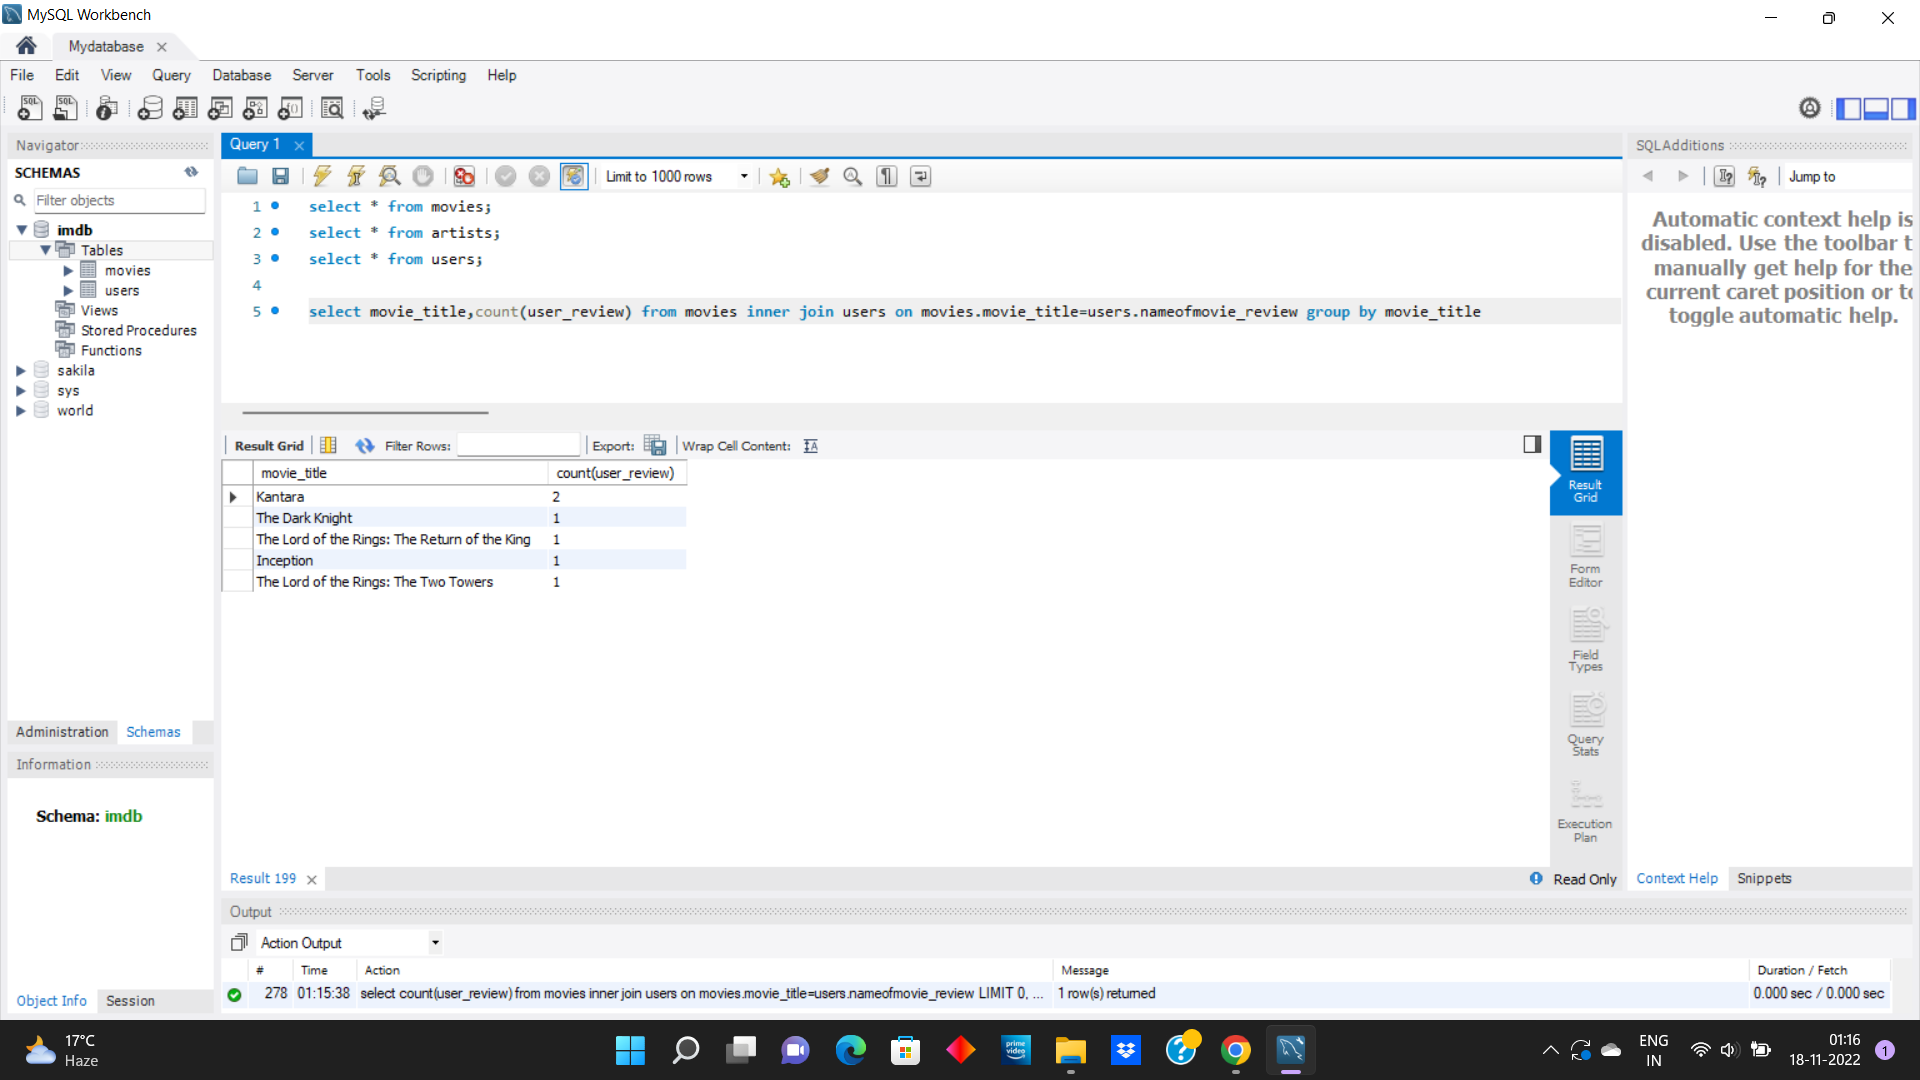 MySQL Workbench
Mydatabase
File Edit View Query Database Server Tools Scripting Help
Navigator
SCHEMAS
Filter objects
imdb
Tables
movies
users
Views
Stored Procedures
Functions
sakila
sys
world
Administration Schemas
Information
Schema: imdb
Object Info Session
Query 1
Limit to 1000 rows
1 select * from movies;
2 select * from artists;
3 select * from users;
4
5 select movie_title,count(user_review) from movies inner join users on movies.movie_title=users.nameofmovie_review group by movie_title
Result Grid Filter Rows: Export: Wrap Cell Content:
movie_title count(user_review)
Kantara 2
The Dark Knight 1
The Lord of the Rings: The Return of the King 1
Inception 1
The Lord of the Rings: The Two Towers 1
Result
Grid
Form
Editor
Field
Types
Query
Stats
Execution
Plan
Result 199
Read Only
SQLAdditions
Jump to
Automatic context help is
disabled. Use the toolbar t
manually get help for the
current caret position or to
toggle automatic help.
Context Help Snippets
Output
Action Output
# Time Action Message Duration / Fetch
278 01:15:38 select count(user_review) from movies inner join users on movies.movie_title=users.nameofmovie_review LIMIT 0, ... 1 row(s) returned 0.000 sec / 0.000 sec
17°C
Haze
prime
video
ENG
IN
01:16
18-11-2022
1